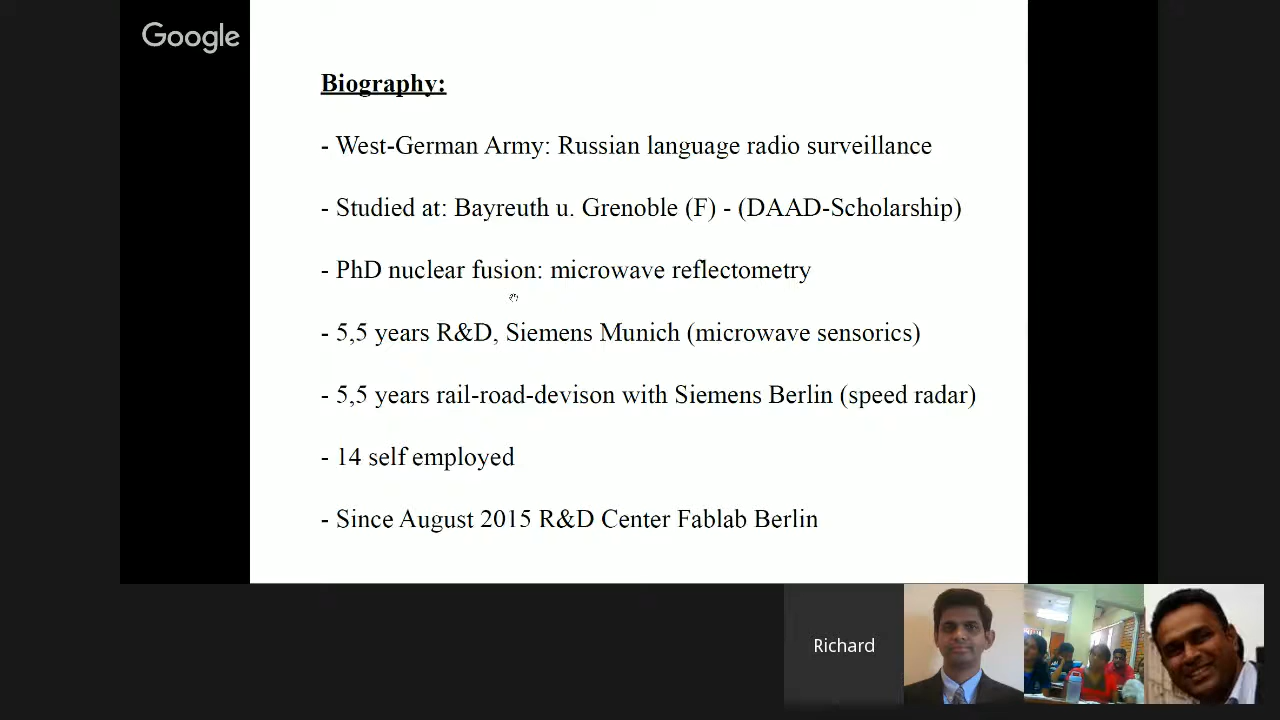 Google
Biography:
- West-German Army: Russian language radio surveillance
- Studied at: Bayreuth u. Grenoble (F) - (DAAD-Scholarship)
- PhD nuclear fusion: microwave reflectometry
- 5,5 years R&D, Siemens Munich (microwave sensorics)
- 5,5 years rail-road-devison with Siemens Berlin (speed radar)
- 14 self employed
- Since August 2015 R&D Center Fablab Berlin
Richard